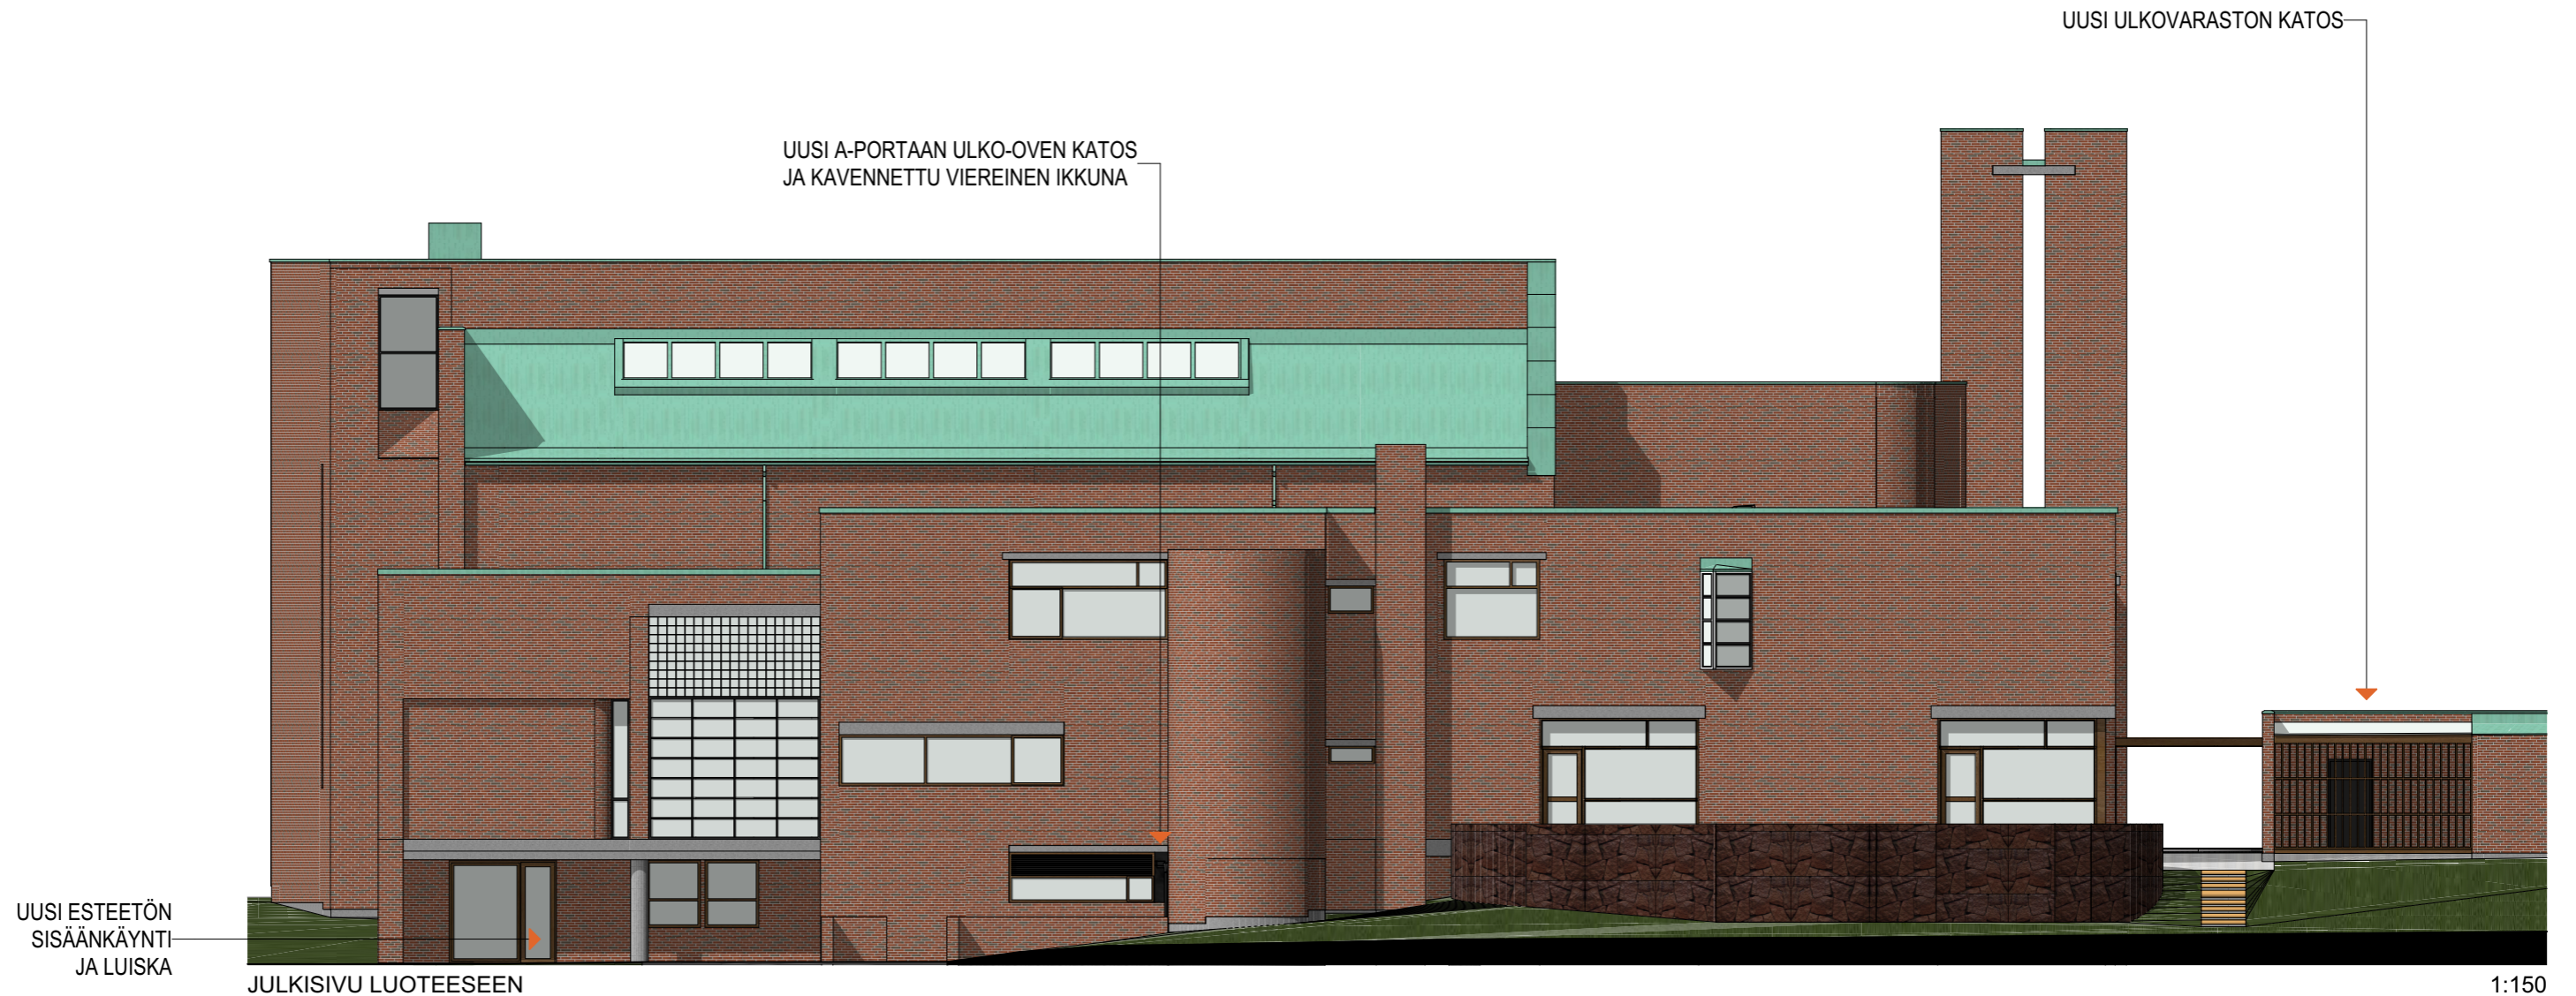 UUSI ULKOVARASTON KATOS
UUSI A-PORTAAN ULKO-OVEN KATOS
JA KAVENNETTU VIEREINEN IKKUNA
UUSI ESTEETÖN
SISÄÄNKÄYNTI
JA LUISKA
JULKISIVU LUOTEESEEN
1:150